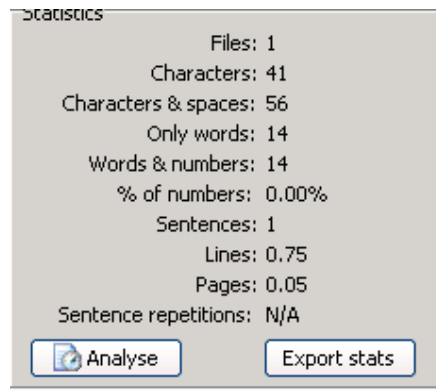 Statistics
Files: 1
Characters: 41
Characters & spaces: 56
Only words: 14
Words & numbers: 14
% of numbers: 0.00%
Sentences: 1
Lines: 0.75
Pages: 0.05
Sentence repetitions: N/A
Analyse Export stats